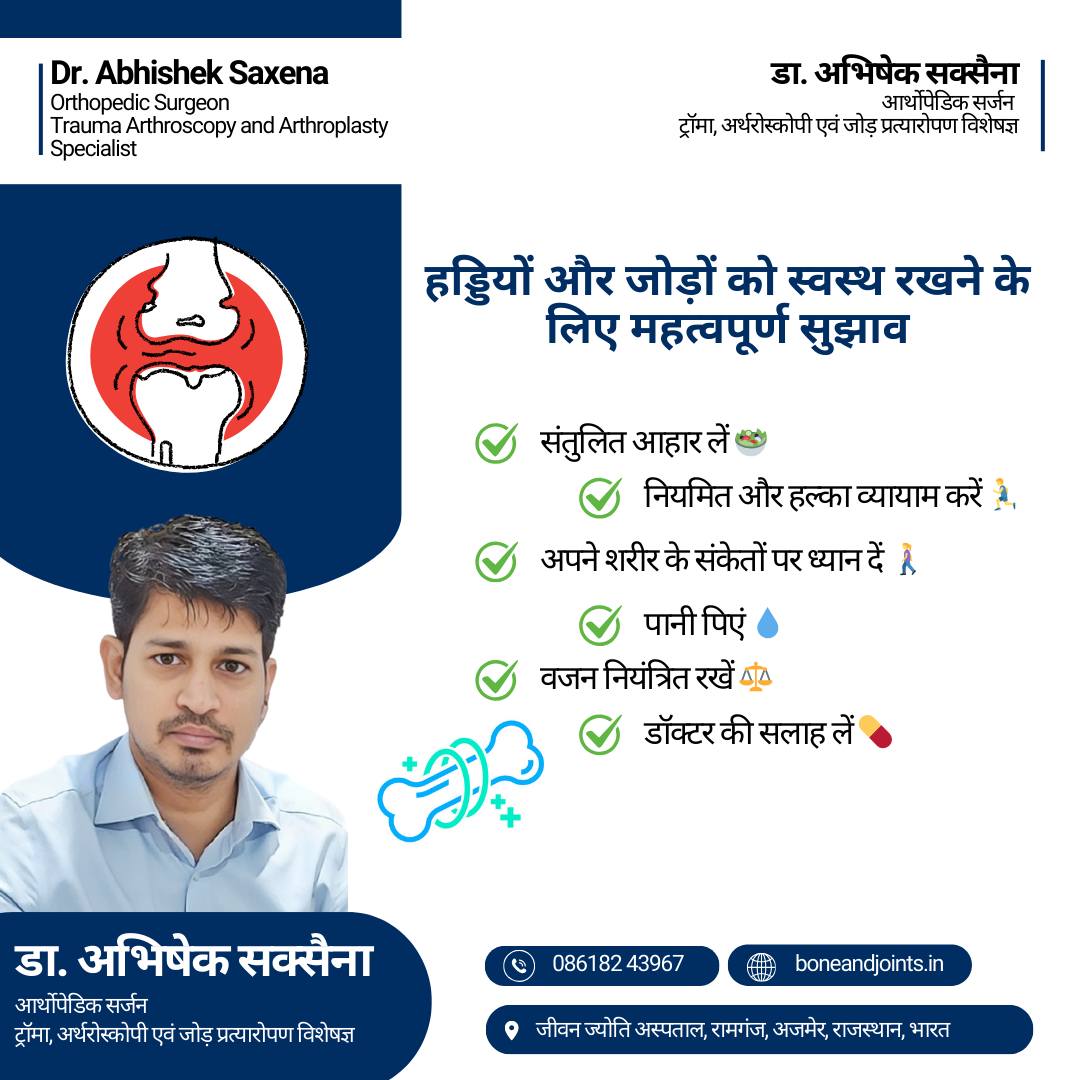 Dr. Abhishek Saxena
Orthopedic Surgeon
Trauma Arthroscopy and Arthroplasty
Specialist
डा. अभिषेक सक्सैना
आर्थोपेडिक सर्जन
ट्रॉमा, अर्थरोस्कोपी एवं जोड़ प्रत्यारोपण विशेषज्ञ
हड्डियों और जोड़ों को स्वस्थ रखने के
लिए महत्वपूर्ण सुझाव
संतुलित आहार लें
नियमित और हल्का व्यायाम करें
अपने शरीर के संकेतों पर ध्यान दें
पानी पिएं
वजन नियंत्रित रखें
डॉक्टर की सलाह लें
डा. अभिषेक सक्सैना
आर्थोपेडिक सर्जन
ट्रॉमा, अर्थरोस्कोपी एवं जोड़ प्रत्यारोपण विशेषज्ञ
086182 43967
boneandjoints.in
जीवन ज्योति अस्पताल, रामगंज, अजमेर, राजस्थान, भारत